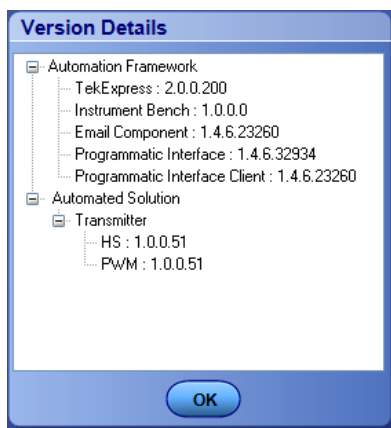 Version Details
Automation Framework
TekExpress : 2.0.0.200
Instrument Bench : 1.0.0.0
Email Component : 1.4.6.23260
Programmatic Interface : 1.4.6.32934
Programmatic Interface Client : 1.4.6.23260
Automated Solution
Transmitter
HS : 1.0.0.51
PWM : 1.0.0.51
OK